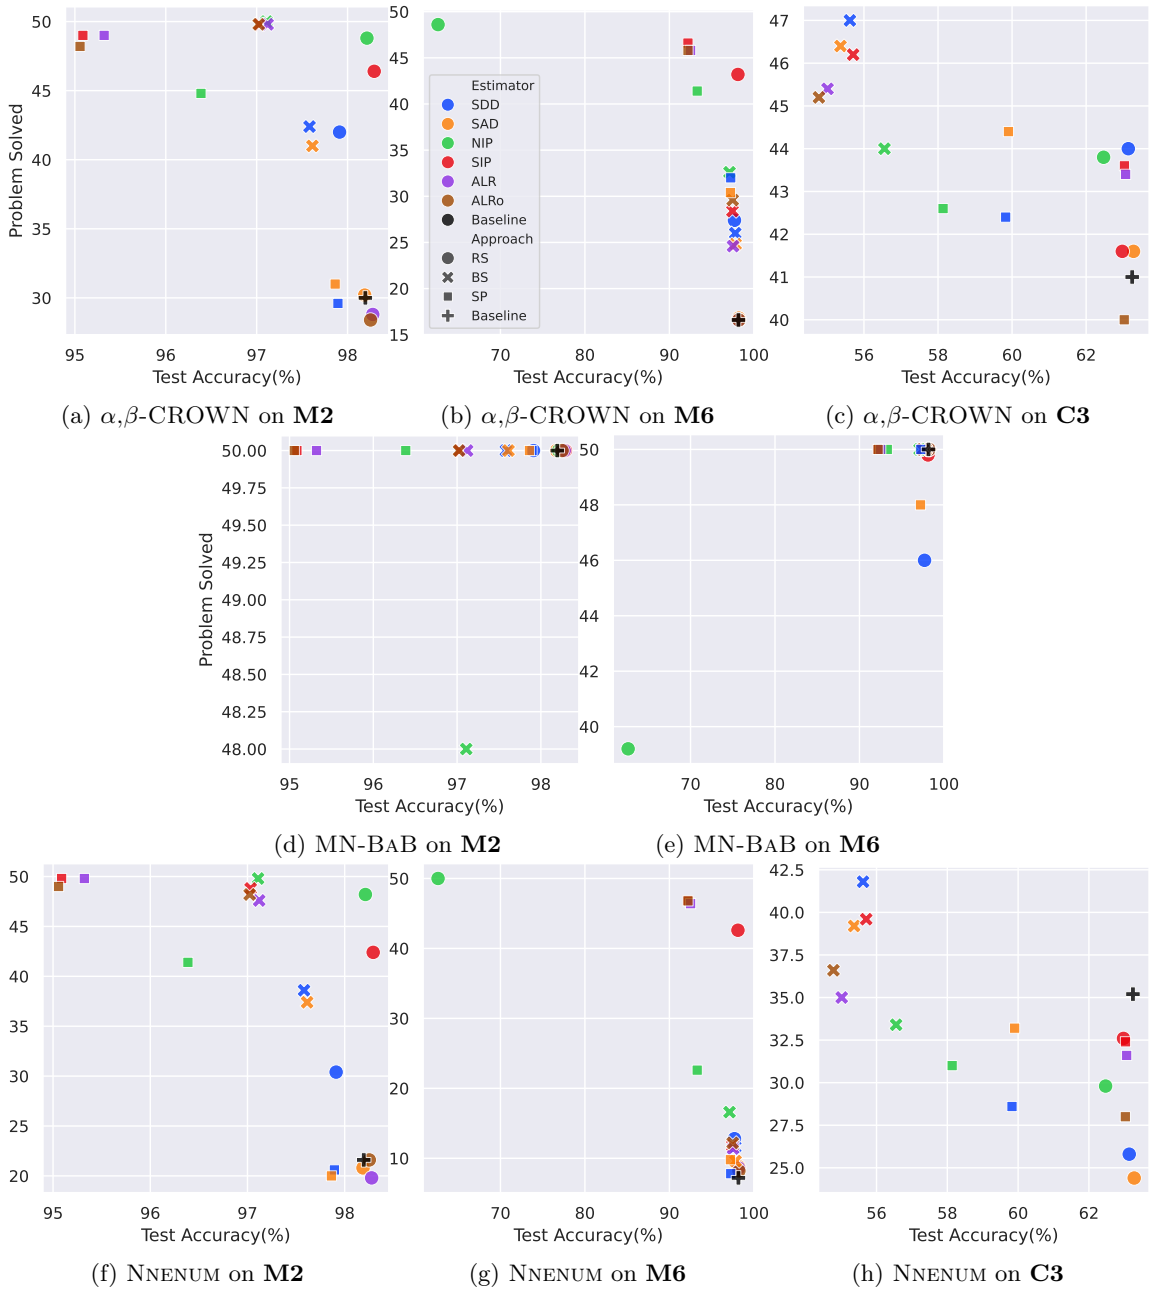 50
45
40
35
30
Problem Solved
95
96
97
98
Test Accuracy(%)
(a) α,β-CROWN on M2
50
45
40
35
30
25
20
15
Estimator
SDD
SAD
NIP
SIP
ALR
ALRo
Baseline
Approach
RS
BS
SP
Baseline
70
80
90
100
Test Accuracy(%)
(b) α,β-CROWN on M6
47
46
45
44
43
42
41
40
56
58
60
62
Test Accuracy(%)
(c) α,β-CROWN on C3
50.00
49.75
49.50
49.25
49.00
48.75
48.50
48.25
48.00
Problem Solved
95
96
97
98
Test Accuracy(%)
(d) MN-BaB on M2
50
48
46
44
42
40
70
80
90
100
Test Accuracy(%)
(e) MN-BaB on M6
50
45
40
35
30
25
20
95
96
97
98
Test Accuracy(%)
(f) Nnenum on M2
50
40
30
20
10
70
80
90
100
Test Accuracy(%)
(g) Nnenum on M6
42.5
40.0
37.5
35.0
32.5
30.0
27.5
25.0
56
58
60
62
Test Accuracy(%)
(h) Nnenum on C3